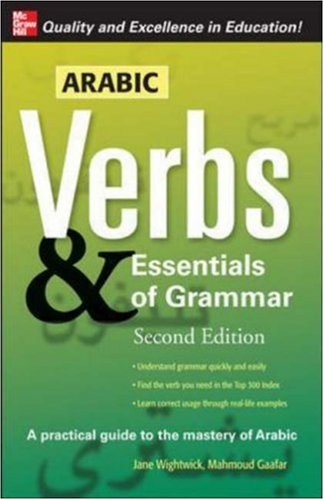 Mc
Graw
Hill
Quality and Excellence in Education!
ARABIC
مريح
Verbs
& Essentials
of Grammar
Second Edition
• Understand grammar quickly and easily
• Find the verb you need in the Top 300 Index
• Learn correct usage through real-life examples
يشتري
A practical guide to the mastery of Arabic
Jane Wightwick, Mahmoud Gaafar